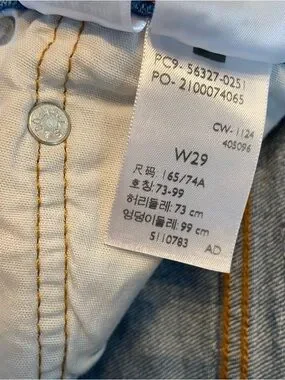 PC9- 56327-0251
PO- 2100074065
CW-1124
405096
W29
尺码 165/74A
호칭 73-99
허리둘레: 73 cm
엉덩이둘레: 99 cm
5110783 AD